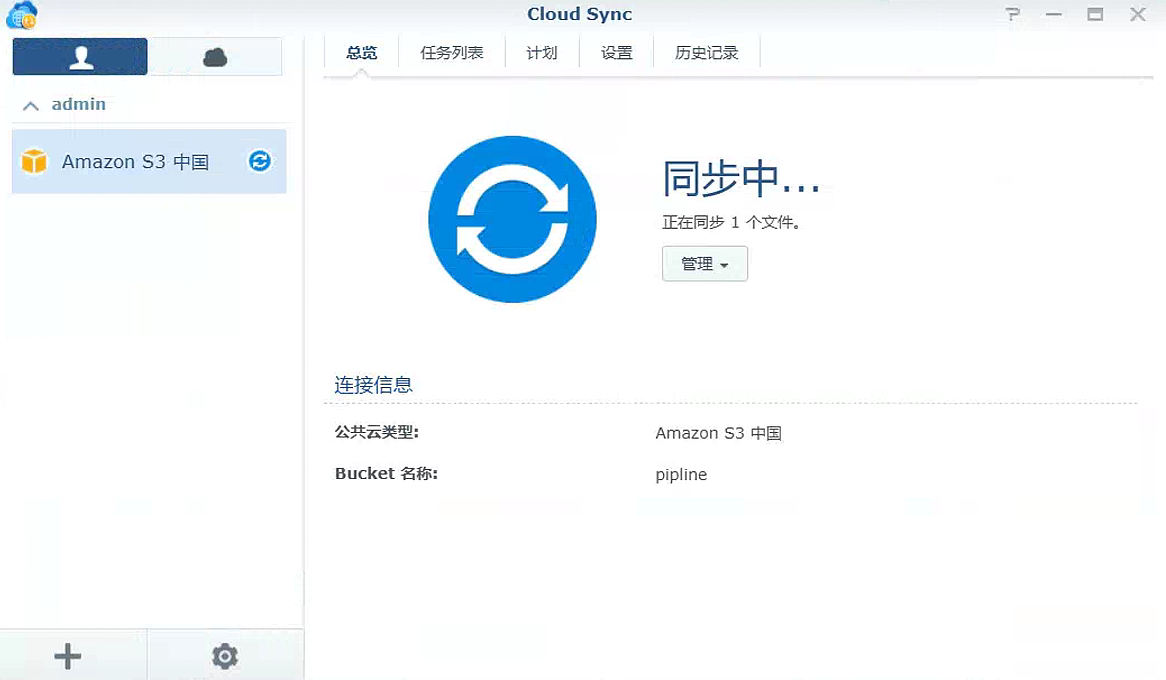 Cloud Sync
admin
Amazon S3 中国
总览 任务列表 计划 设置 历史记录
同步中...
正在同步 1 个文件。
管理
连接信息
公共云类型: Amazon S3 中国
Bucket 名称: pipline